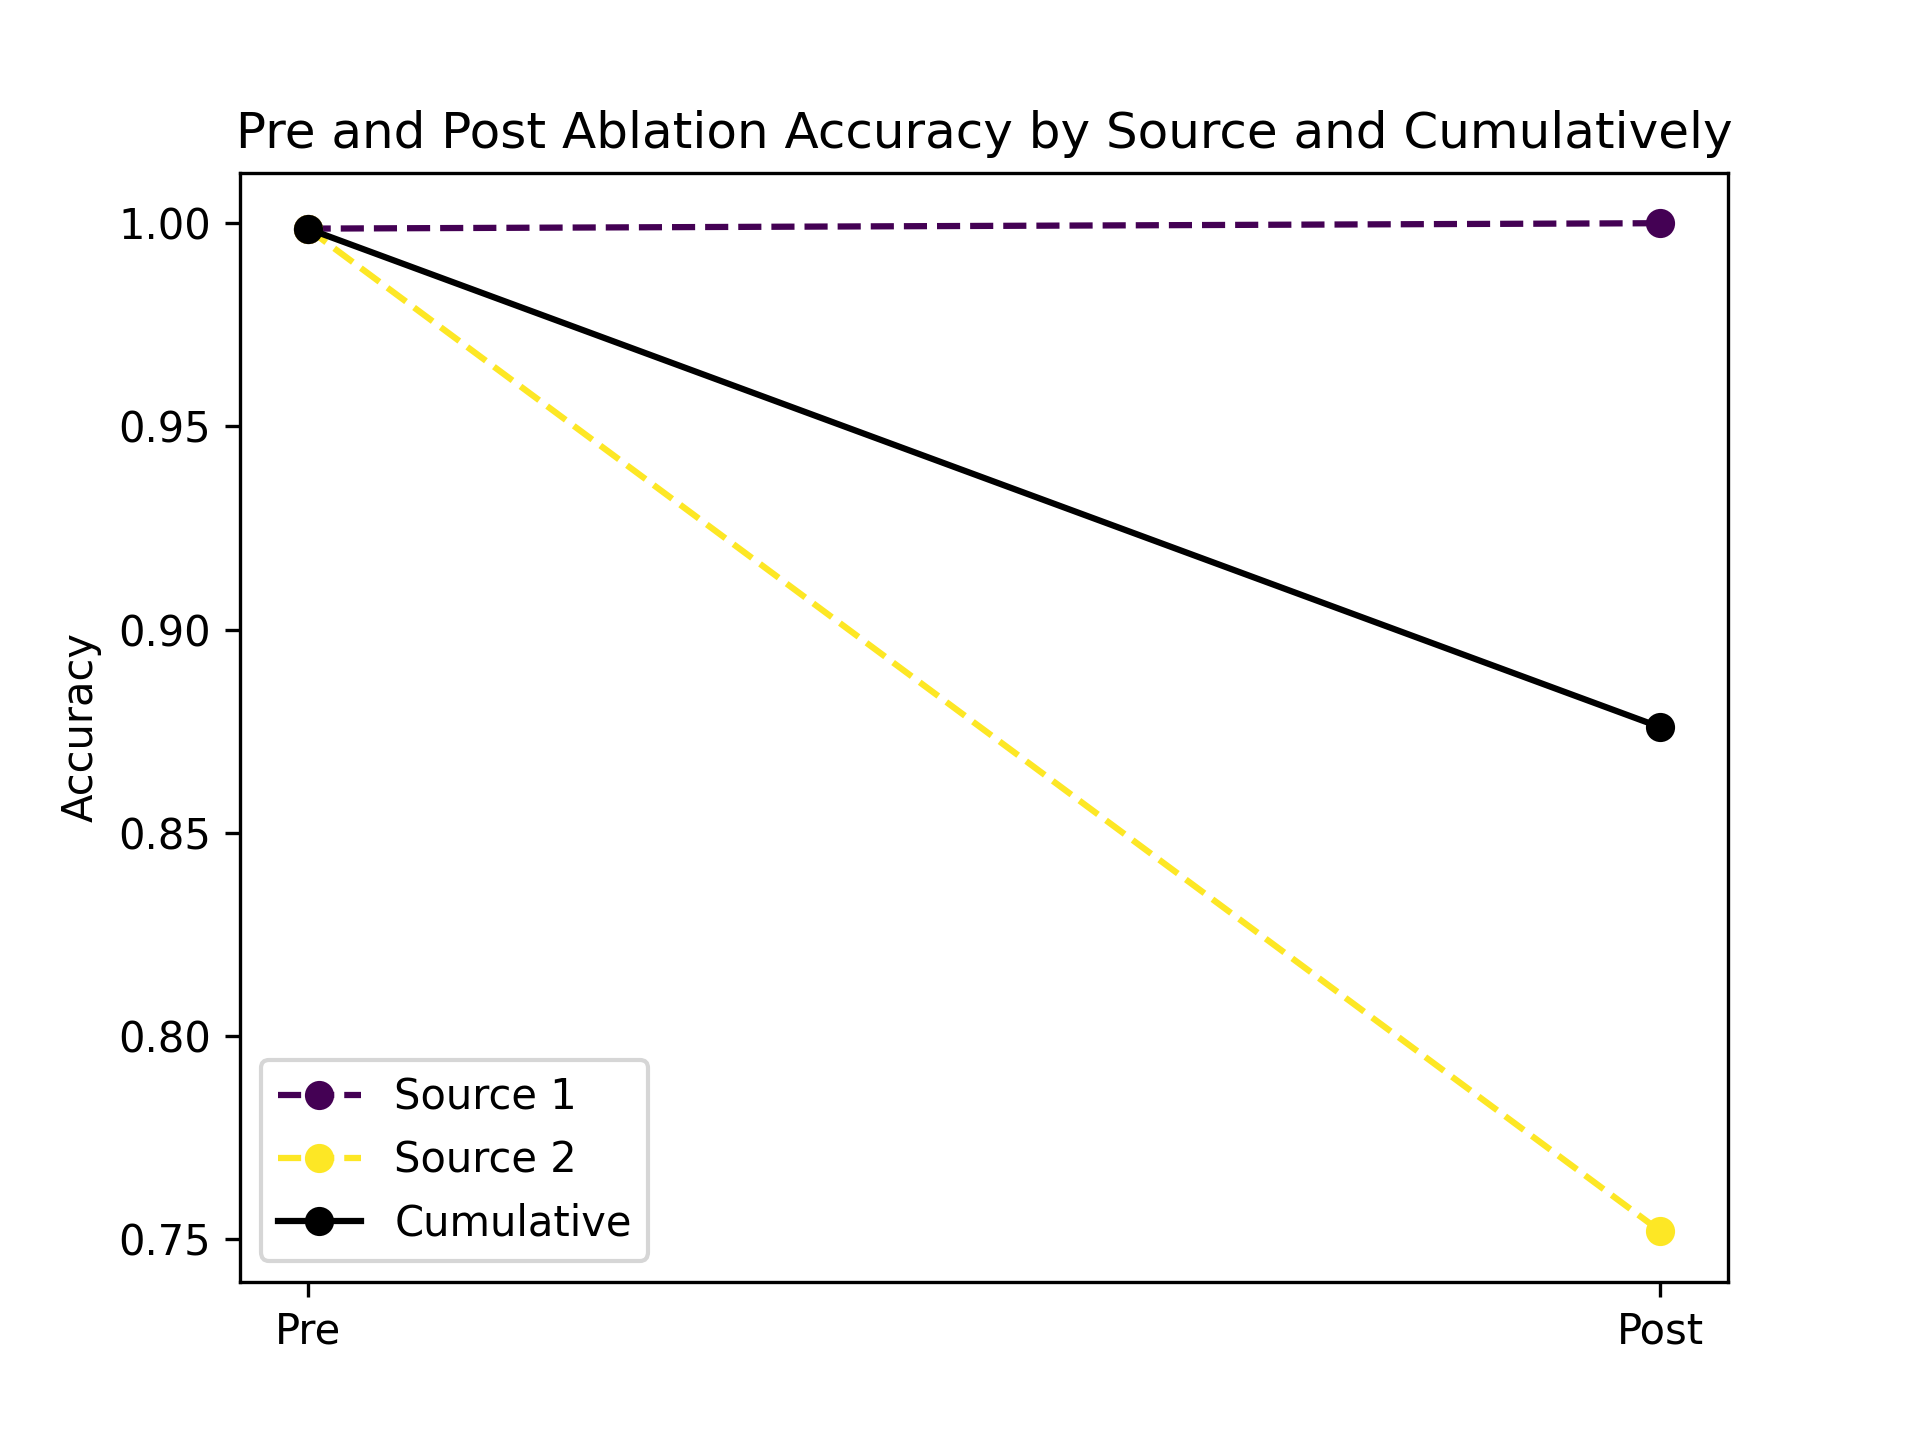 Pre and Post Ablation Accuracy by Source and Cumulatively
1.00
0.95
0.90
0.85
0.80
0.75
Accuracy
Source 1
Source 2
Cumulative
Pre
Post